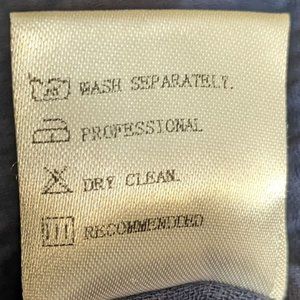 WASH SEPARATELY.
PROFESSIONAL
DRY CLEAN.
RECOMMENDED